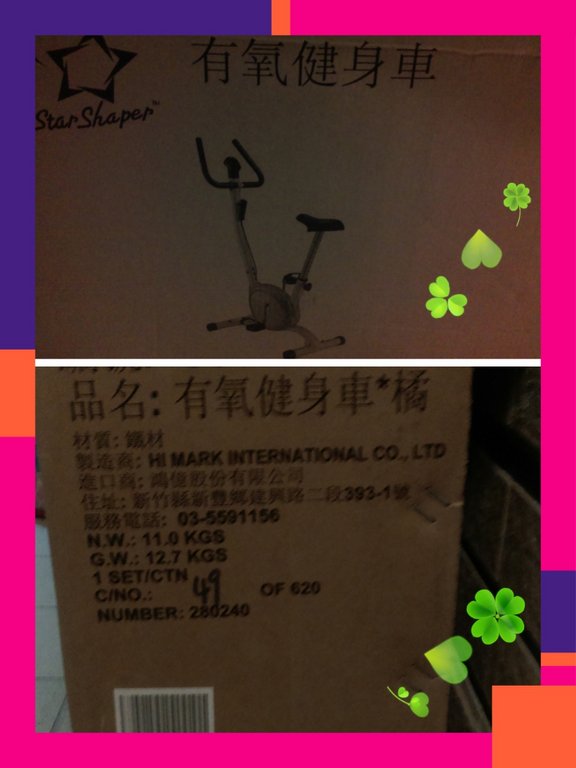 有氧健身車
StarShaper™
品名: 有氧健身車*橘
材質: 鐵材
製造商: HI MARK INTERNATIONAL CO., LTD
進口商: 鴻偉股份有限公司
住址: 新竹縣新豐鄉建興路二段393-1號
服務電話: 03-5591156
N.W.: 11.0 KGS
G.W.: 12.7 KGS
1 SET/CTN
C/NO.: 49 OF 620
NUMBER: 280240